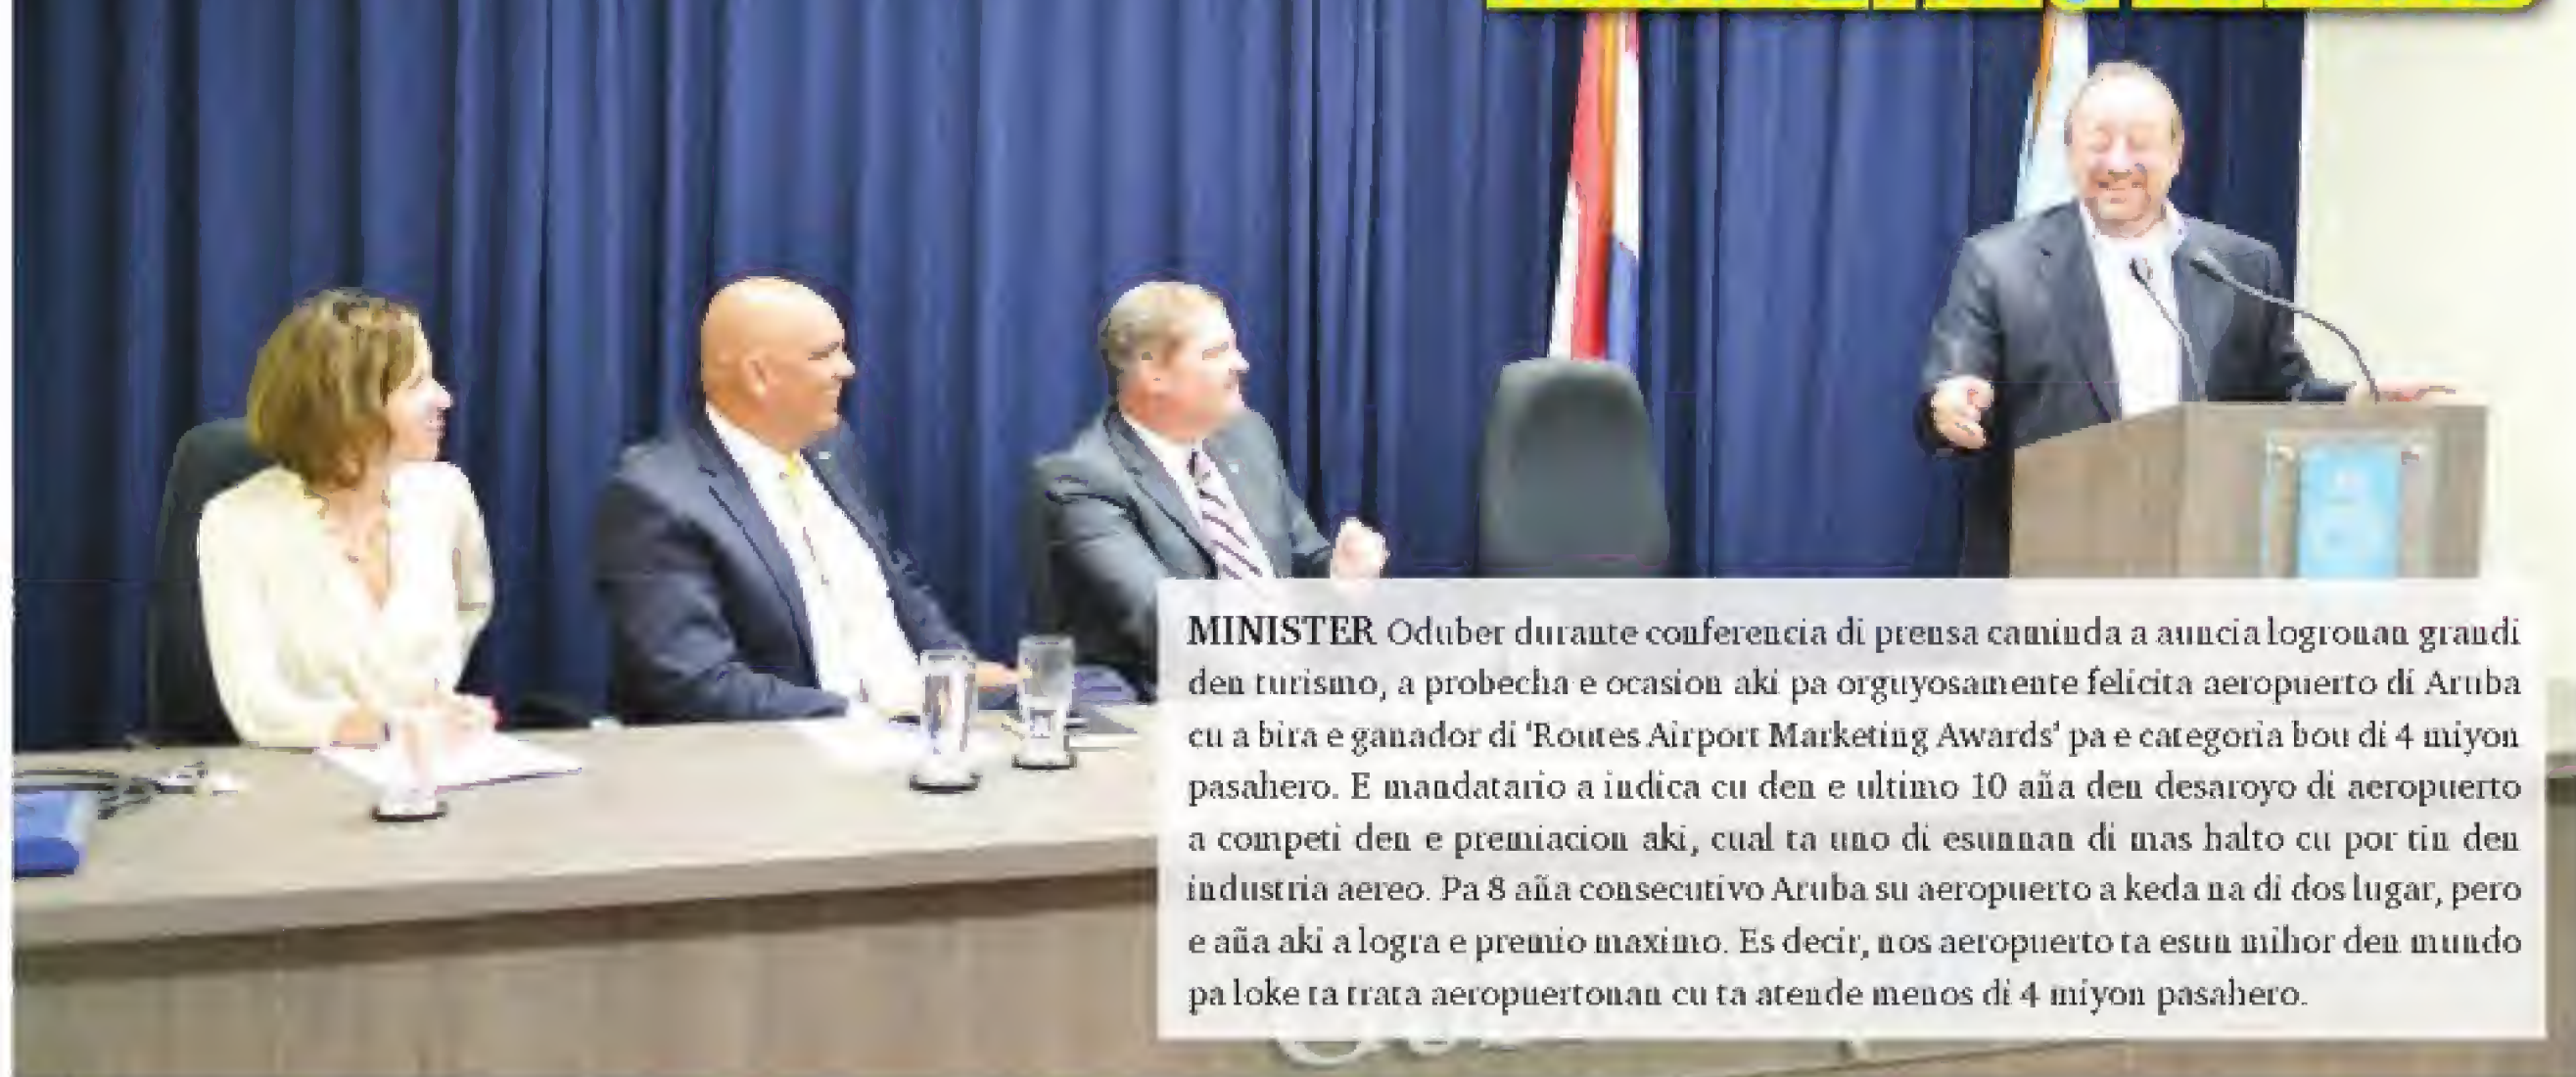 MINISTER Oduber durante conferencia di prensa caminda a auncia logronan grandi
den turismo, a probecha e ocasion aki pa orguyosamente felicita aeropuerto di Aruba
cu a bira e ganador di 'Routes Airport Marketing Awards' pa e categoria bou di 4 miyon
pasahero. E mandatario a indica cu den e ultimo 10 aña den desaroyo di aeropuerto
a competi den e premiacion aki, cual ta uno di esunnan di mas halto cu por tin den
industria aereo. Pa 8 aña consecutivo Aruba su aeropuerto a keda na di dos lugar, pero
e aña aki a logra e premio maximo. Es decir, nos aeropuerto ta esun mihor den mundo
pa loke ta trata aeropuertonan cu ta atende menos di 4 miyon pasahero.